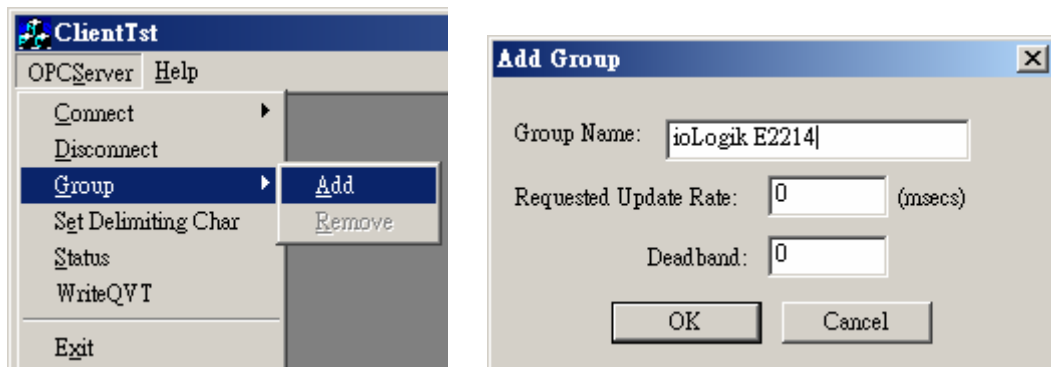 ClientTst
OPCServer Help
Connect
Disconnect
Group
Add
Set Delimiting Char
Remove
Status
WriteQVT
Exit
Add Group
Group Name: ioLogik E2214
Requested Update Rate: 0 (msecs)
Deadband: 0
OK Cancel